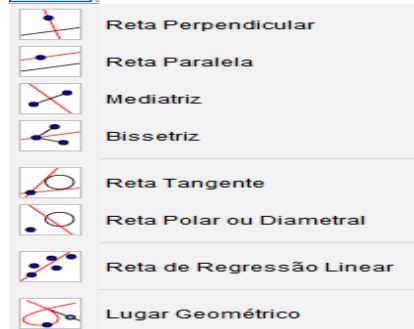 Reta Perpendicular
Reta Paralela
Mediatriz
Bissetriz
Reta Tangente
Reta Polar ou Diametral
Reta de Regressão Linear
Lugar Geométrico